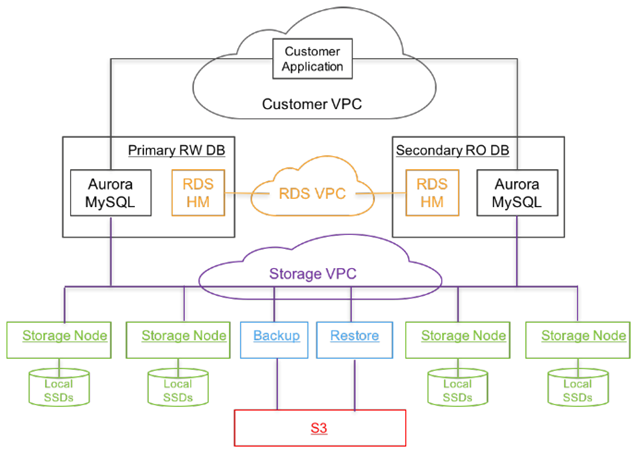 Customer
Application
Customer VPC
Primary RW DB
Secondary RO DB
Aurora
MySQL
RDS
HM
RDS VPC
RDS
HM
Aurora
MySQL
Storage VPC
Storage Node
Storage Node
Backup
Restore
Storage Node
Storage Node
Local
SSDs
Local
SSDs
Local
SSDs
Local
SSDs
S3